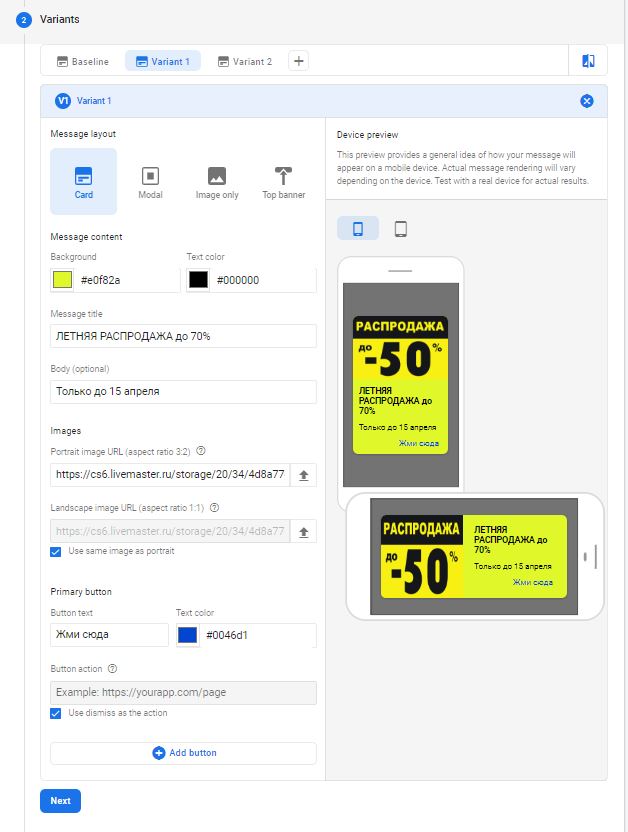 2 Variants
Baseline Variant 1 Variant 2
V1 Variant 1
Message layout
Card Modal Image only Top banner
Message content
Background Text color
#e0f82a #000000
Message title
ЛЕТНЯЯ РАСПРОДАЖА до 70%
Body (optional)
Только до 15 апреля
Images
Portrait image URL (aspect ratio 3:2)
https://cs6.livemaster.ru/storage/20/34/4d8a77
Landscape image URL (aspect ratio 1:1)
https://cs6.livemaster.ru/storage/20/34/4d8a77
Use same image as portrait
Primary button
Button text Text color
Жми сюда #0046d1
Button action
Example: https://yourapp.com/page
Use dismiss as the action
Add button
Next
Device preview
This preview provides a general idea of how your message will
appear on a mobile device. Actual message rendering will vary
depending on the device. Test with a real device for actual results.
РАСПРОДАЖА
до
-50%
ЛЕТНЯЯ
РАСПРОДАЖА до
70%
Только до 15 апреля
Жми сюда
РАСПРОДАЖА
до
-50%
ЛЕТНЯЯ
РАСПРОДАЖА до
70%
Только до 15 апреля
Жми сюда